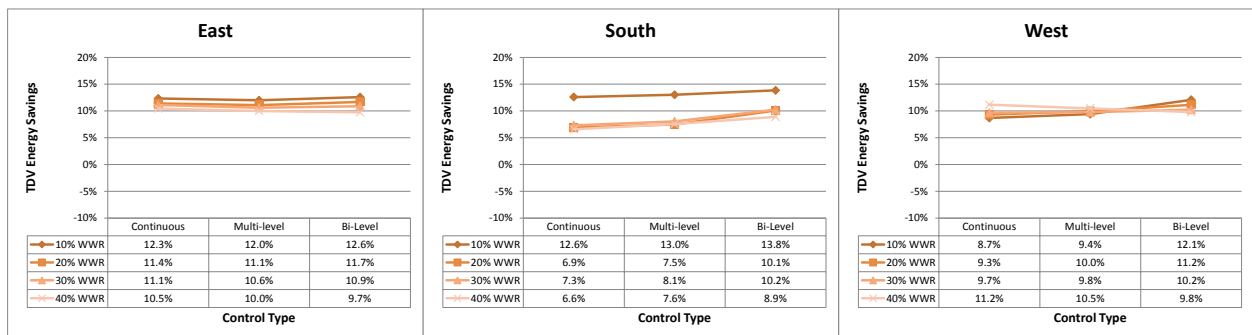 East
TDV Energy Savings
20%
15%
10%
5%
0%
-5%
-10%
Continuous Multi-level Bi-Level
10% WWR 12.3% 12.0% 12.6%
20% WWR 11.4% 11.1% 11.7%
30% WWR 11.1% 10.6% 10.9%
40% WWR 10.5% 10.0% 9.7%
Control Type
South
TDV Energy Savings
20%
15%
10%
5%
0%
-5%
-10%
Continuous Multi-level Bi-Level
10% WWR 12.6% 13.0% 13.8%
20% WWR 6.9% 7.5% 10.1%
30% WWR 7.3% 8.1% 10.2%
40% WWR 6.6% 7.6% 8.9%
Control Type
West
TDV Energy Savings
20%
15%
10%
5%
0%
-5%
-10%
Continuous Multi-level Bi-Level
10% WWR 8.7% 9.4% 12.1%
20% WWR 9.3% 10.0% 11.2%
30% WWR 9.7% 9.8% 10.2%
40% WWR 11.2% 10.5% 9.8%
Control Type